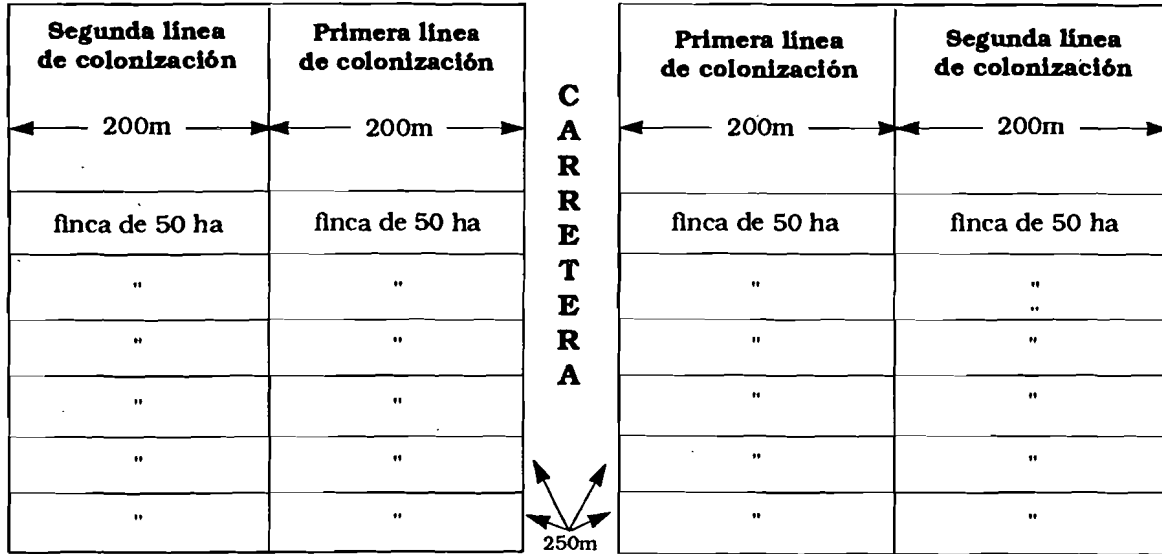 Segunda línea
de colonización
Primera línea
de colonización
CARRETERA
Primera línea
de colonización
Segunda línea
de colonización
200m
200m
200m
200m
finca de 50 ha
finca de 50 ha
finca de 50 ha
finca de 50 ha
" " " "
"
" " " "
" " " "
" " " "
" " " "
250m